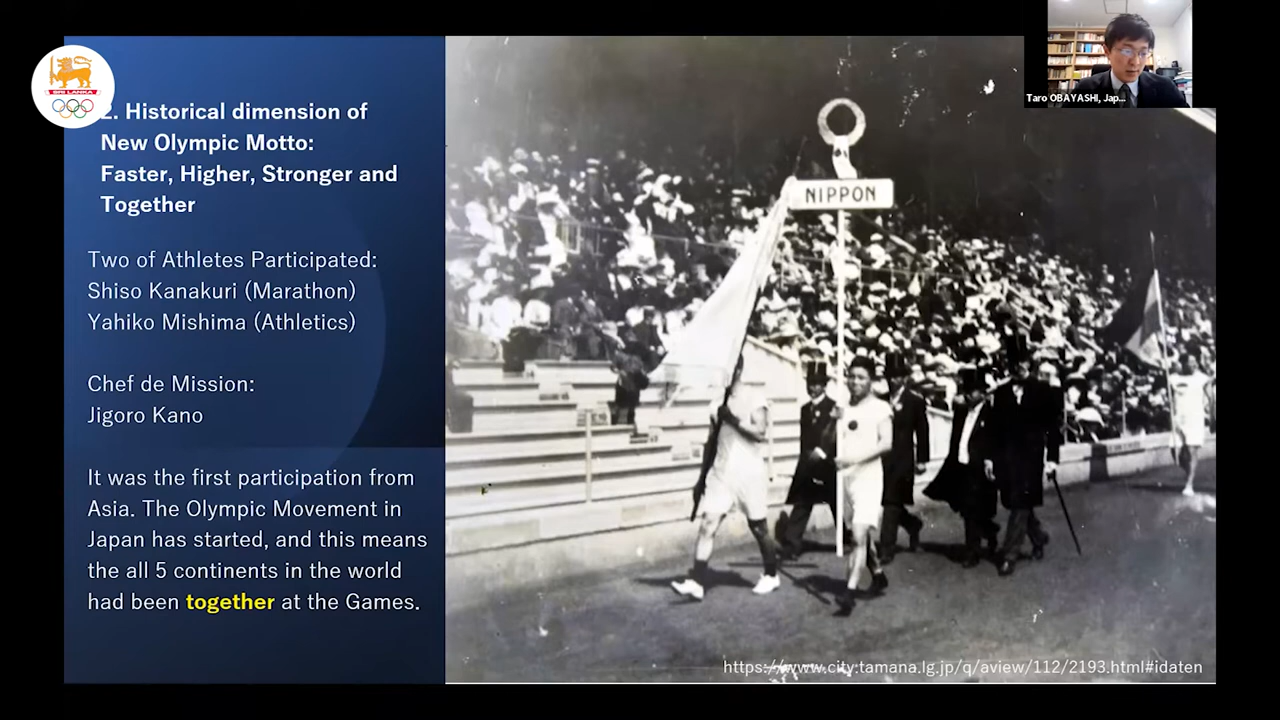 SRI LANKA
2. Historical dimension of
New Olympic Motto:
Faster, Higher, Stronger and
Together
Two of Athletes Participated:
Shiso Kanakuri (Marathon)
Yahiko Mishima (Athletics)
Chef de Mission:
Jigoro Kano
It was the first participation from
Asia. The Olympic Movement in
Japan has started, and this means
the all 5 continents in the world
had been together at the Games.
NIPPON
https://www.city.tamana.lg.jp/q/aview/112/2193.html#idaten
Taro OBAYASHI, Jap...